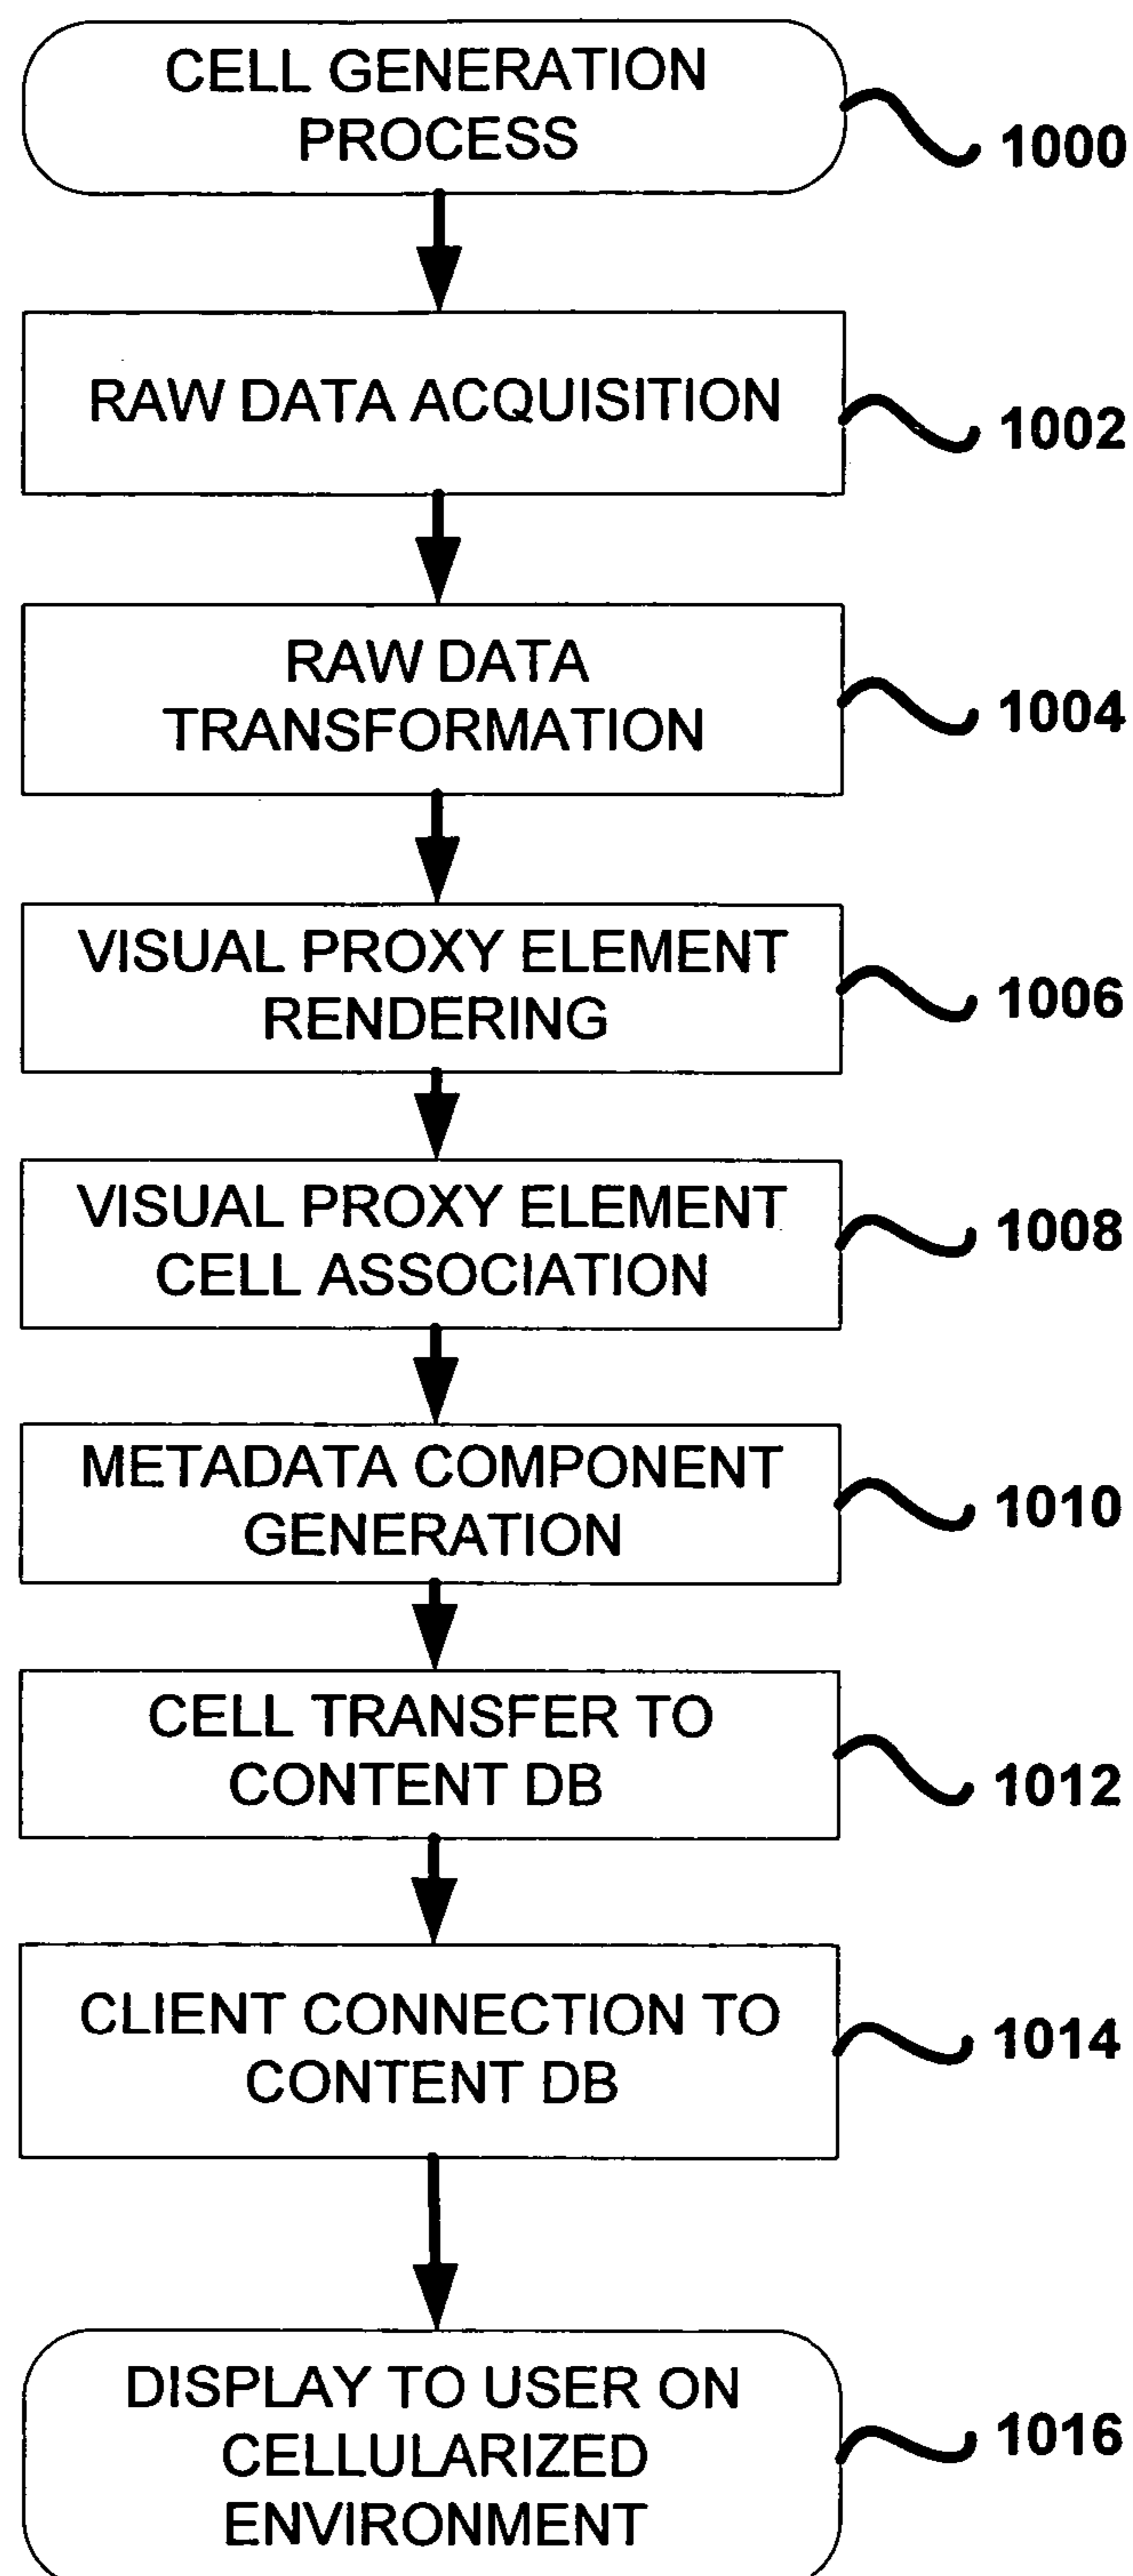 CELL GENERATION
PROCESS
1000
RAW DATA ACQUISITION
1002
RAW DATA
TRANSFORMATION
1004
VISUAL PROXY ELEMENT
RENDERING
1006
VISUAL PROXY ELEMENT
CELL ASSOCIATION
1008
METADATA COMPONENT
GENERATION
1010
CELL TRANSFER TO
CONTENT DB
1012
CLIENT CONNECTION TO
CONTENT DB
1014
DISPLAY TO USER ON
CELLULARIZED
ENVIRONMENT
1016